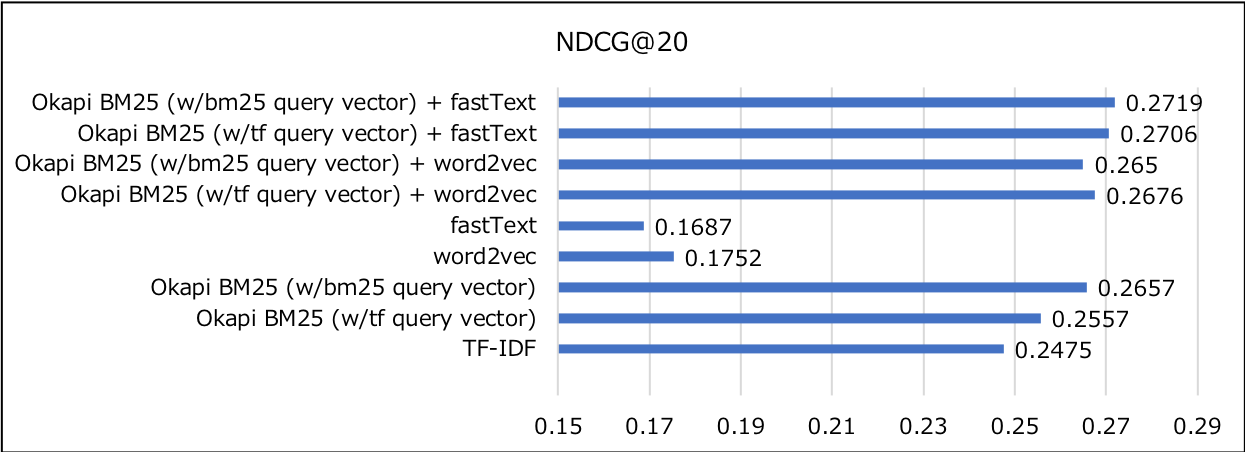 NDCG@20
Okapi BM25 (w/bm25 query vector) + fastText 0.2719
Okapi BM25 (w/tf query vector) + fastText 0.2706
Okapi BM25 (w/bm25 query vector) + word2vec 0.265
Okapi BM25 (w/tf query vector) + word2vec 0.2676
fastText 0.1687
word2vec 0.1752
Okapi BM25 (w/bm25 query vector) 0.2657
Okapi BM25 (w/tf query vector) 0.2557
TF-IDF 0.2475
0.15 0.17 0.19 0.21 0.23 0.25 0.27 0.29